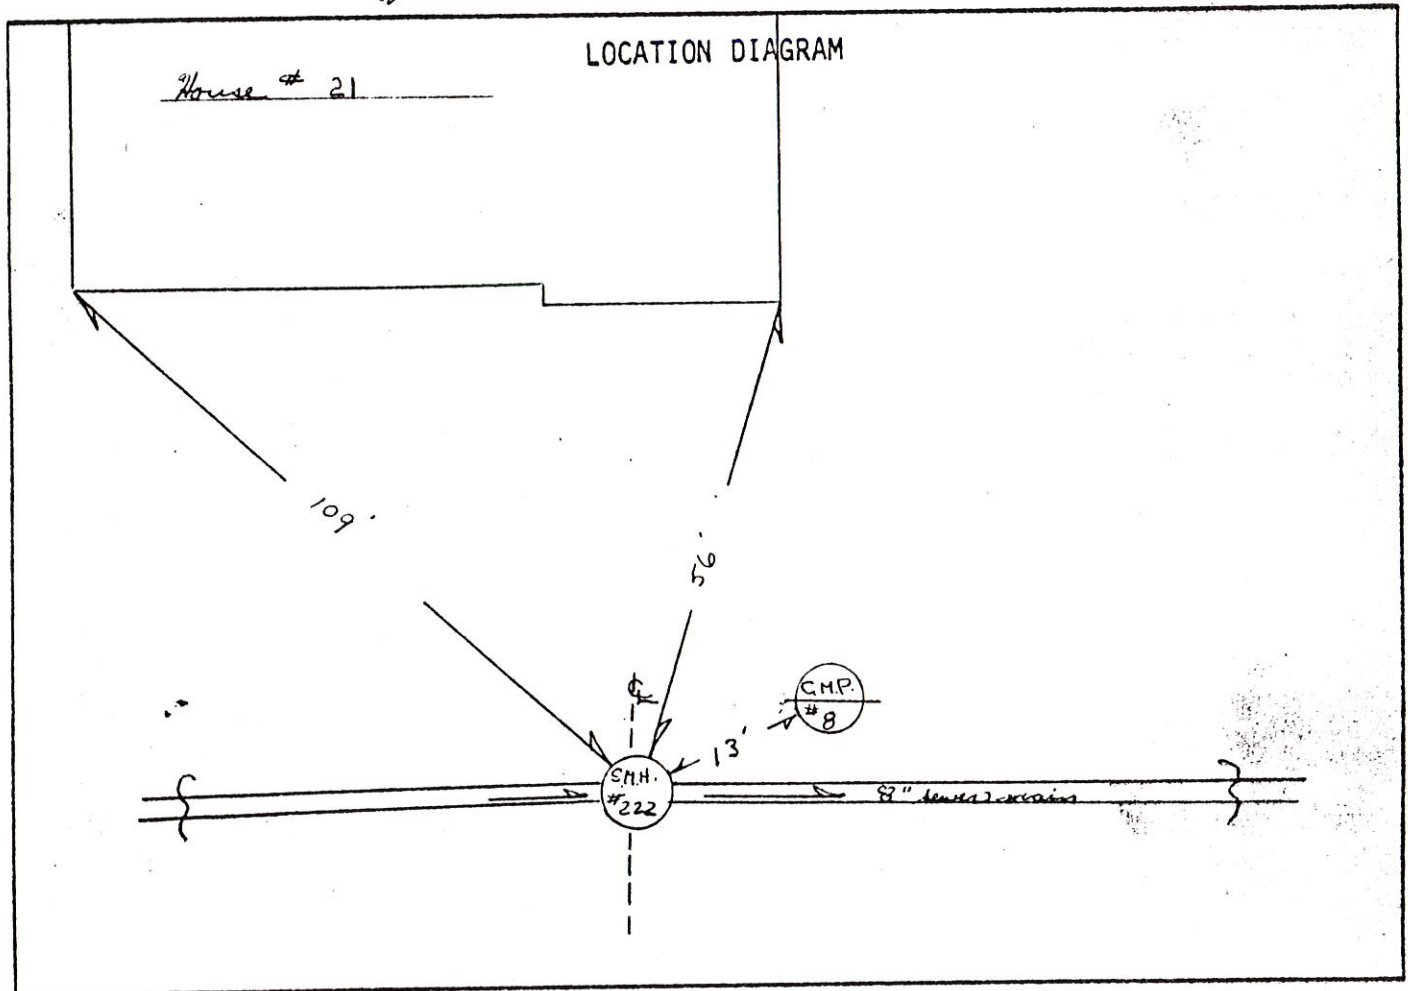 LOCATION DIAGRAM
House # 21
109'
56'
℄
C.M.P.
# 8
13'
S.M.H.
#222
8" sewer main